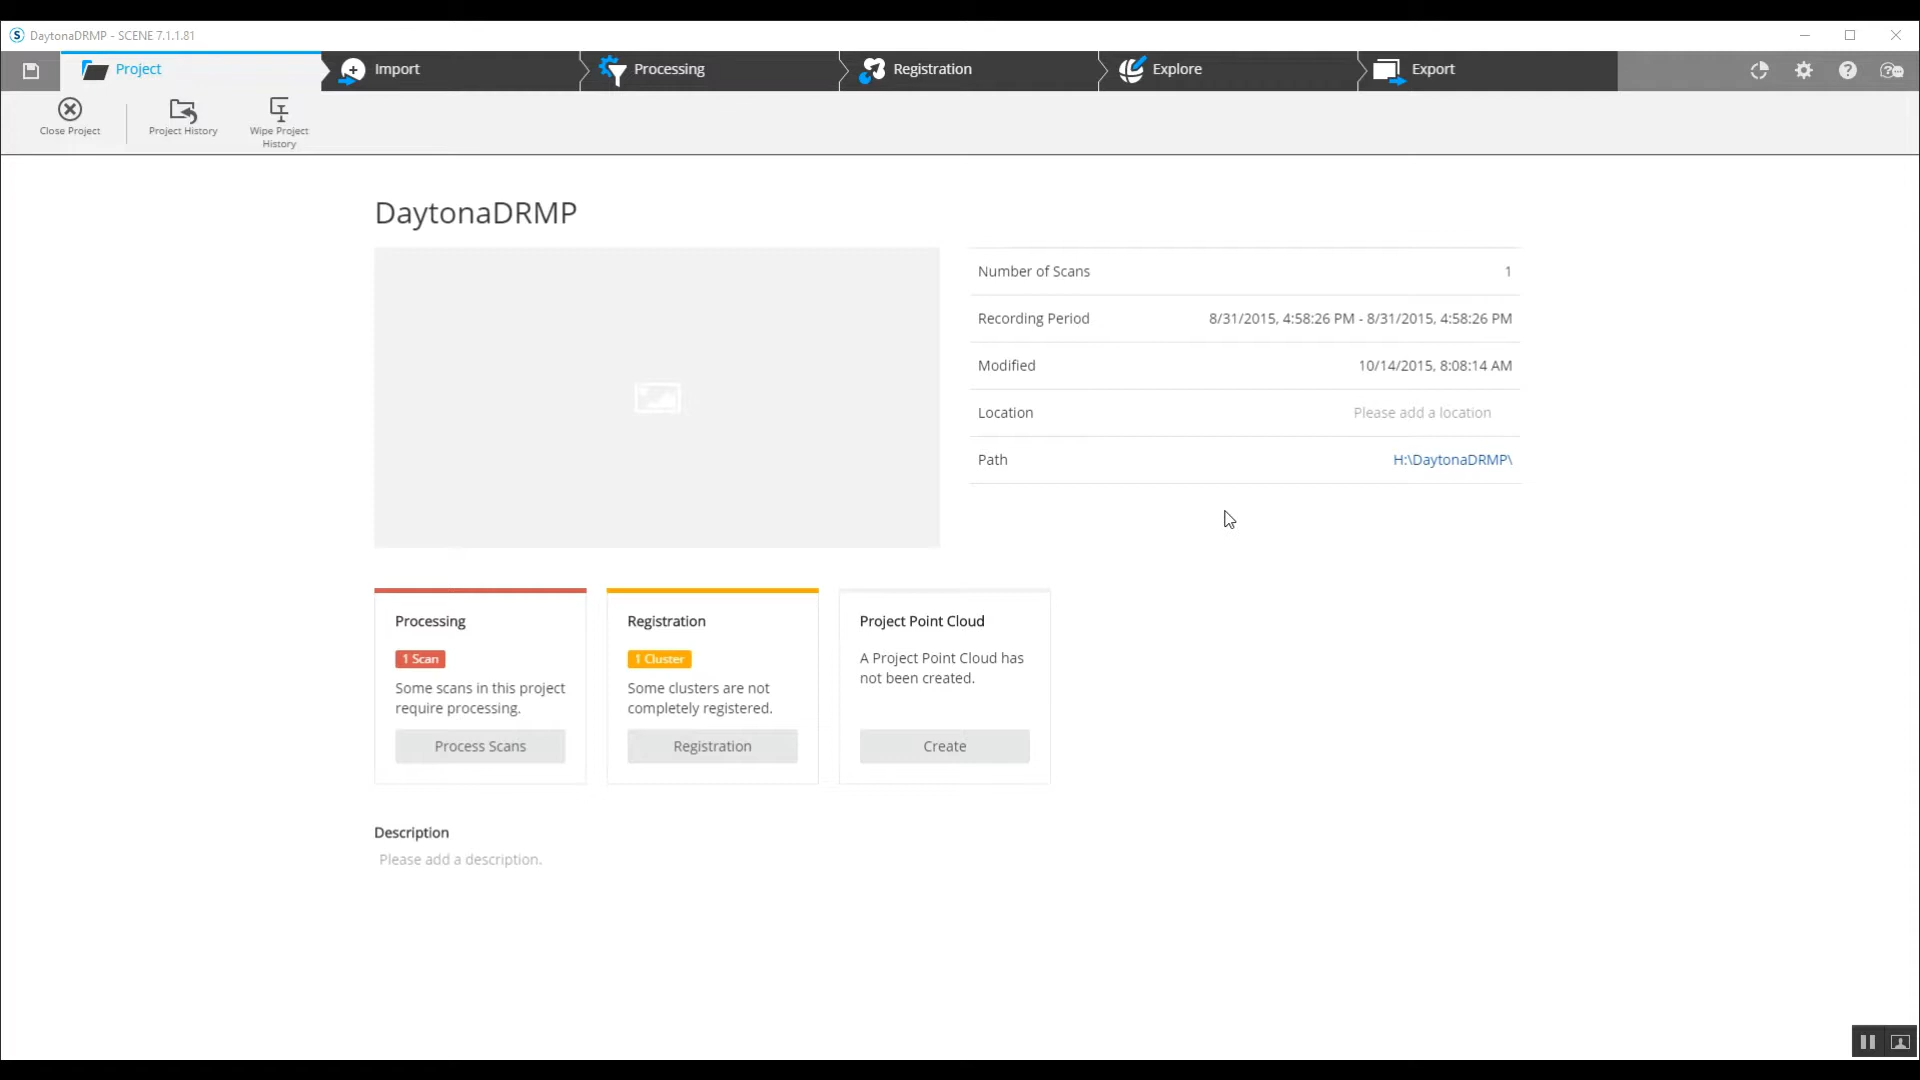 DaytonaDRMP - SCENE 7.1.1.81
Project
Import
Processing
Registration
Explore
Export
Close Project
Project History
Wipe Project
History
DaytonaDRMP
Number of Scans
1
Recording Period
8/31/2015, 4:58:26 PM - 8/31/2015, 4:58:26 PM
Modified
10/14/2015, 8:08:14 AM
Location
Please add a location
Path
H:\DaytonaDRMP\
Processing
1 Scan
Some scans in this project
require processing.
Process Scans
Registration
1 Cluster
Some clusters are not
completely registered.
Registration
Project Point Cloud
A Project Point Cloud has
not been created.
Create
Description
Please add a description.